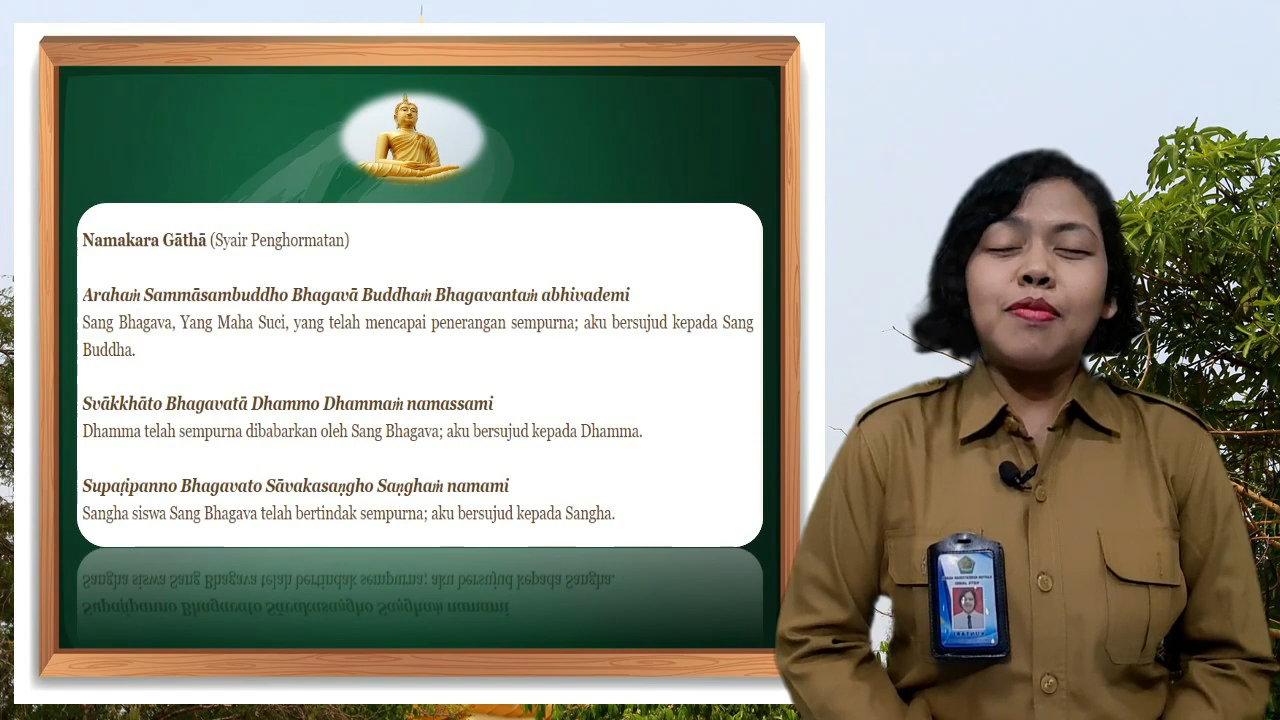 Namakara Gāthā (Syair Penghormatan)
Arahaṁ Sammāsambuddho Bhagavā Buddhaṁ Bhagavantaṁ abhivademi
Sang Bhagava, Yang Maha Suci, yang telah mencapai penerangan sempurna; aku bersujud kepada Sang
Buddha.
Svākkhāto Bhagavatā Dhammo Dhammaṁ namassami
Dhamma telah sempurna dibabarkan oleh Sang Bhagava; aku bersujud kepada Dhamma.
Supaṭipanno Bhagavato Sāvakasaṇgho Saṇghaṁ namami
Sangha siswa Sang Bhagava telah bertindak sempurna; aku bersujud kepada Sangha.